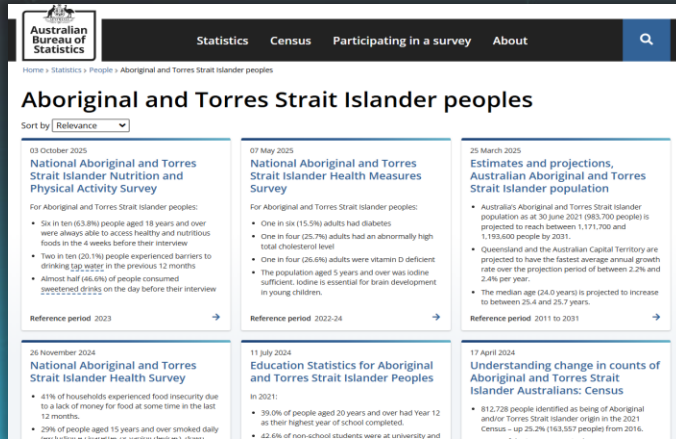 Australian
Bureau of
Statistics
Statistics Census Participating in a survey About
Home › Statistics › People › Aboriginal and Torres Strait Islander peoples
Aboriginal and Torres Strait Islander peoples
Sort by Relevance
03 October 2025
National Aboriginal and Torres
Strait Islander Nutrition and
Physical Activity Survey
For Aboriginal and Torres Strait Islander peoples:
• Six in ten (63.8%) people aged 18 years and over
were always able to access healthy and nutritious
foods in the 4 weeks before their interview
• Two in ten (20.1%) people experienced barriers to
drinking tap water in the previous 12 months
• Almost half (46.6%) of people consumed
sweetened drinks on the day before their interview
Reference period 2023
07 May 2025
National Aboriginal and Torres
Strait Islander Health Measures
Survey
For Aboriginal and Torres Strait Islander peoples:
• One in six (15.5%) adults had diabetes
• One in four (25.7%) adults had an abnormally high
total cholesterol level
• One in four (26.6%) adults were vitamin D deficient
• The population aged 5 years and over was iodine
sufficient. Iodine is essential for brain development
in young children.
Reference period 2022-24
25 March 2025
Estimates and projections,
Australian Aboriginal and Torres
Strait Islander population
• Australia's Aboriginal and Torres Strait Islander
population as at 30 June 2021 (983,700 people) is
projected to reach between 1,171,700 and
1,193,600 people by 2031.
• Queensland and the Australian Capital Territory are
projected to have the fastest average annual growth
rate over the projection period of between 2.2% and
2.4% per year.
• The median age (24.0 years) is projected to increase
to between 25.4 and 25.7 years.
Reference period 2011 to 2031
26 November 2024
National Aboriginal and Torres
Strait Islander Health Survey
• 41% of households experienced food insecurity due
to a lack of money for food at some time in the last
12 months.
• 29% of people aged 15 years and over smoked daily
11 July 2024
Education Statistics for Aboriginal
and Torres Strait Islander Peoples
In 2021:
• 39.0% of people aged 20 years and over had Year 12
as their highest year of school completed.
• 42.6% of non-school students were at university and
17 April 2024
Understanding change in counts of
Aboriginal and Torres Strait
Islander Australians: Census
• 812,728 people identified as being of Aboriginal
and/or Torres Strait Islander origin in the 2021
Census – up 25.2% (163,557 people) from 2016.